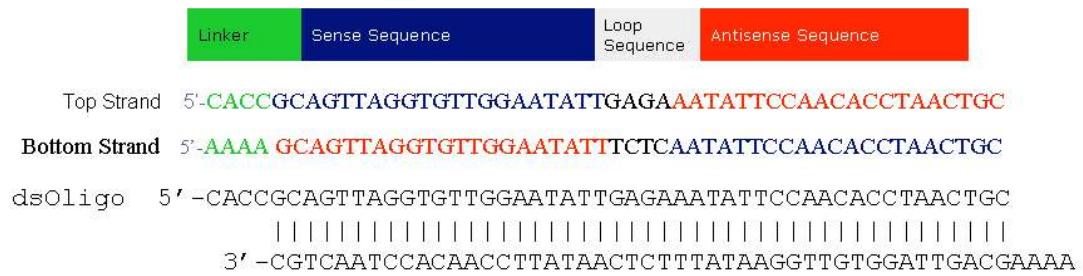 Linker
Sense Sequence
Loop
Sequence
Antisense Sequence
Top Strand 5'-CACCGCAGTTAGGTGTTGGAATATTGAGAAATATTCCAACACCTAACTGC
Bottom Strand 5'-AAAA GCAGTTAGGTGTTGGAATATTTCTCAATATTCCAACACCTAACTGC
dsOligo 5'-CACCGCAGTTAGGTGTTGGAATATTGAGAAATATTCCAACACCTAACTGC
3'-CGTCAATCCACAACCTTATAACTCTTTATAAGGTTGTGGATTGACGAAAA